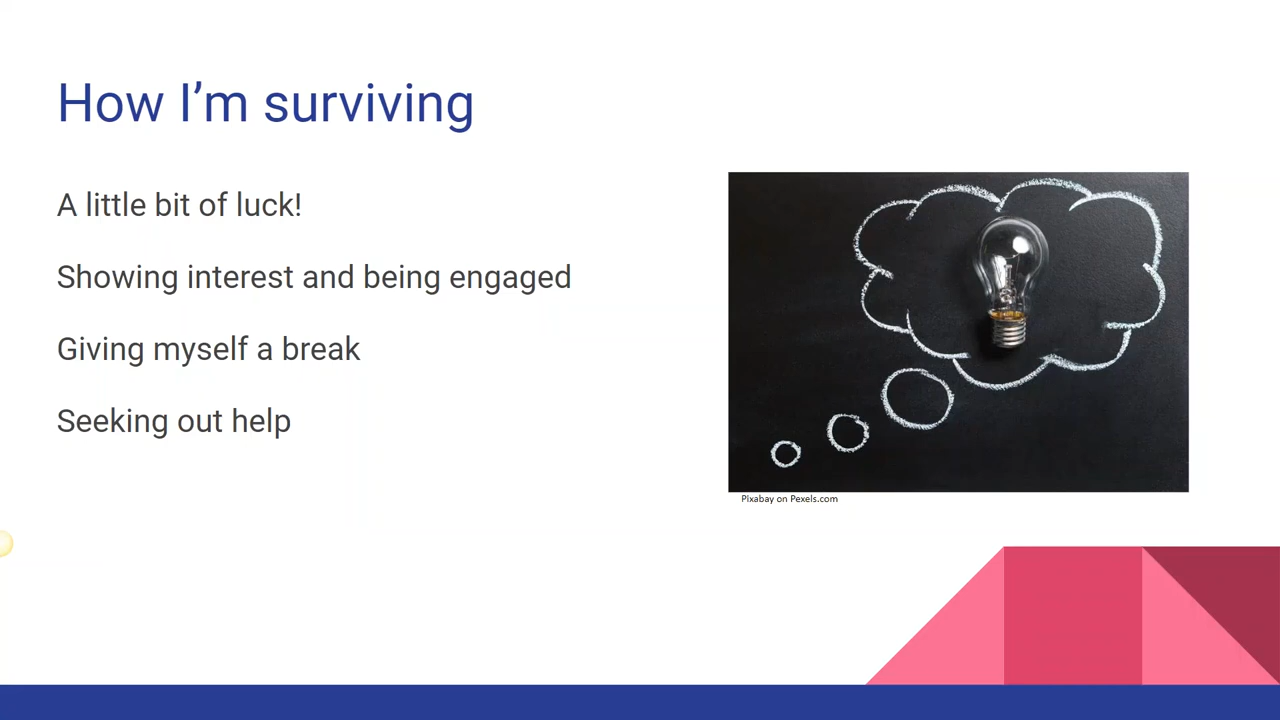 How I’m surviving
A little bit of luck!
Showing interest and being engaged
Giving myself a break
Seeking out help
Pixabay on Pexels.com